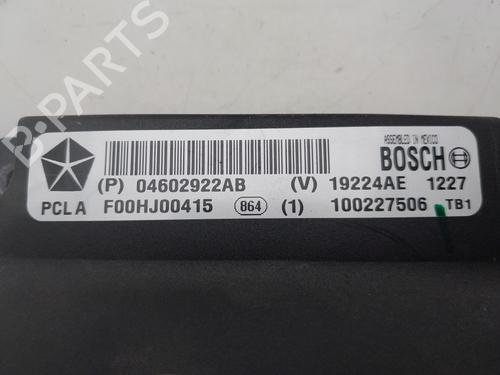 B-PARTS
ASSEMBLED IN MEXICO
BOSCH
(P) 04602922AB (V) 19224AE 1227
PCLA F00HJ00415 864 (1) 100227506 TB1